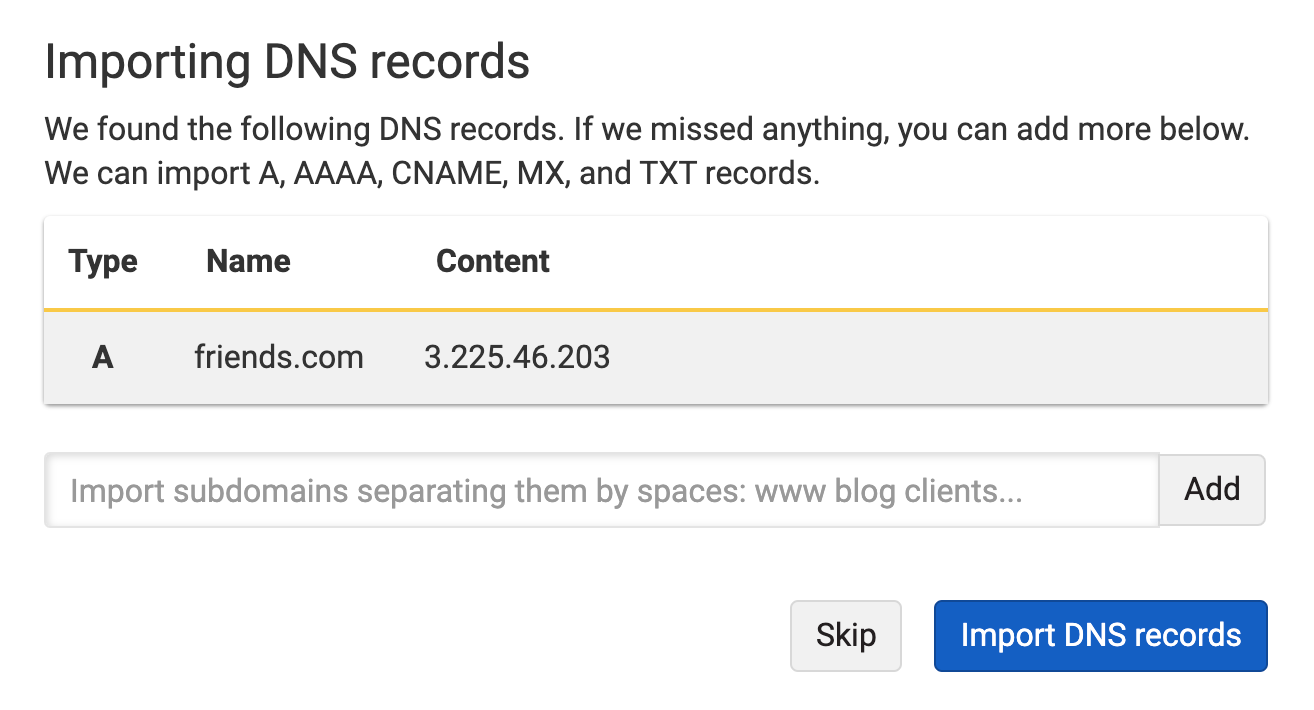 Importing DNS records
We found the following DNS records. If we missed anything, you can add more below.
We can import A, AAAA, CNAME, MX, and TXT records.
Type Name Content
A friends.com 3.225.46.203
Import subdomains separating them by spaces: www blog clients... Add
Skip Import DNS records